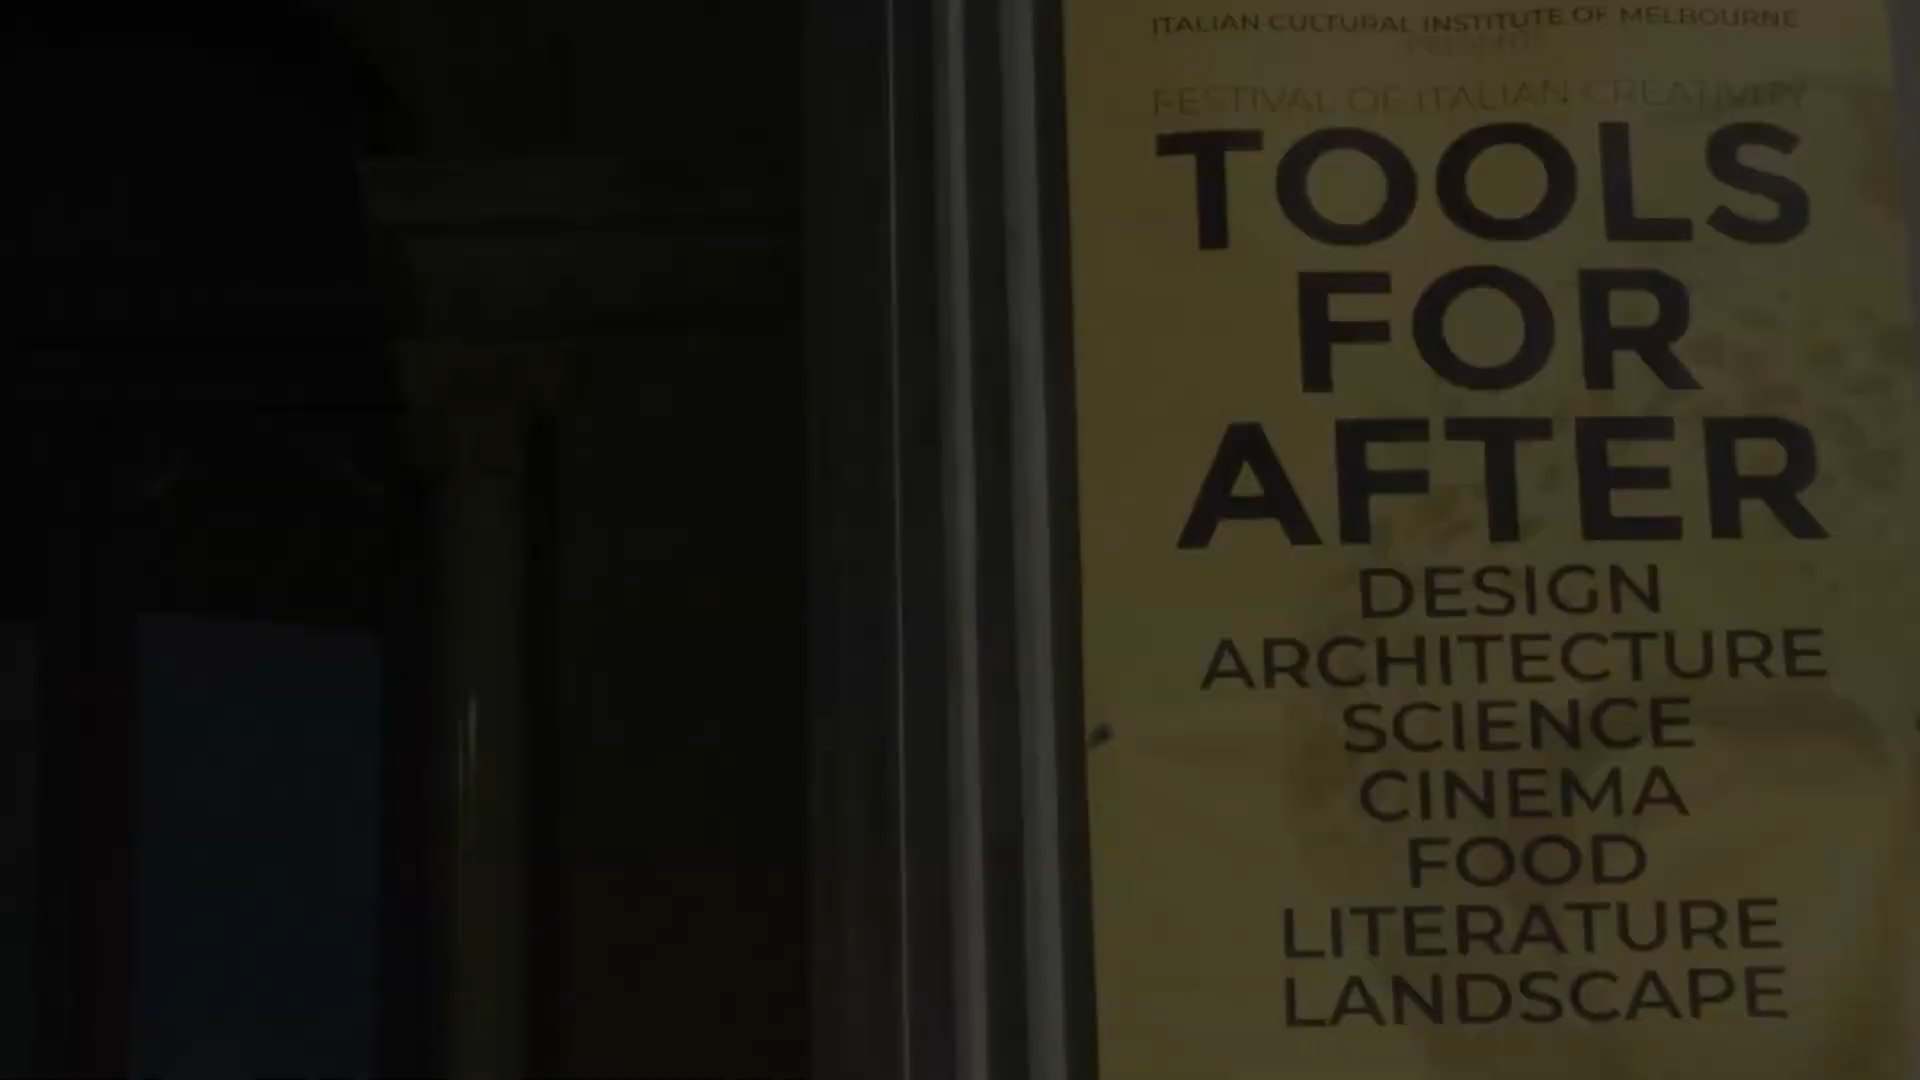 ITALIAN CULTURAL INSTITUTE OF MELBOURNE
PRESENTS
FESTIVAL OF ITALIAN CREATIVITY
TOOLS
FOR
AFTER
DESIGN
ARCHITECTURE
SCIENCE
CINEMA
FOOD
LITERATURE
LANDSCAPE